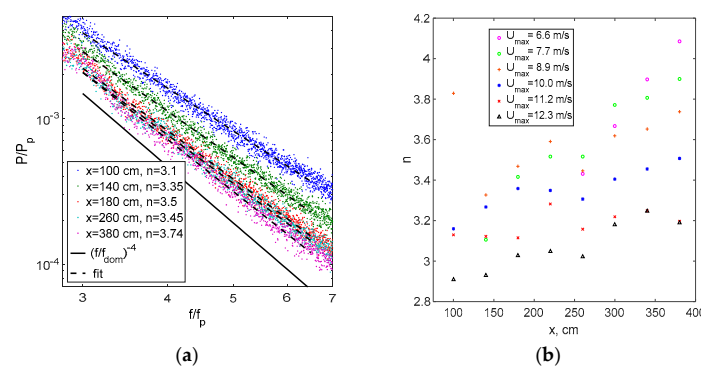 P/P_p
10^-3
10^-4
x=100 cm, n=3.1
x=140 cm, n=3.35
x=180 cm, n=3.5
x=260 cm, n=3.45
x=380 cm, n=3.74
(f/f_dom)^-4
fit
3 4 5 6 7
f/f_p
(a)
n
4.2
4
3.8
3.6
3.4
3.2
3
2.8
U_max= 6.6 m/s
U_max= 7.7 m/s
U_max= 8.9 m/s
U_max= 10.0 m/s
U_max= 11.2 m/s
U_max= 12.3 m/s
100 150 200 250 300 350 400
x, cm
(b)